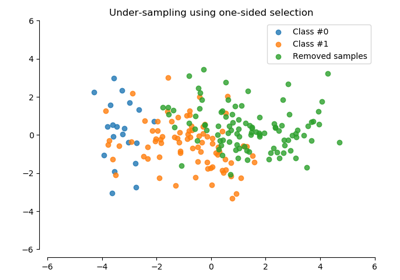 Under-sampling using one-sided selection
Class #0
Class #1
Removed samples
6
4
2
0
−2
−4
−6
−6 −4 −2 0 2 4 6